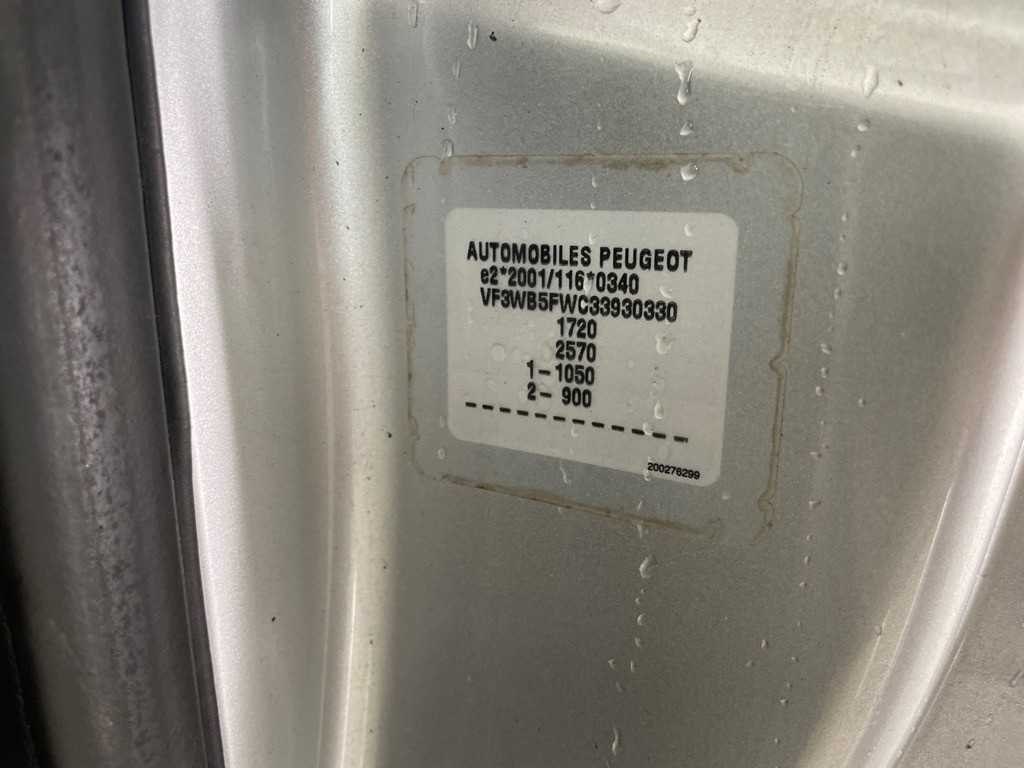 AUTOMOBILES PEUGEOT
e2*2001/116*0340
VF3WB5FWC33930330
1720
2570
1- 1050
2- 900
200276299